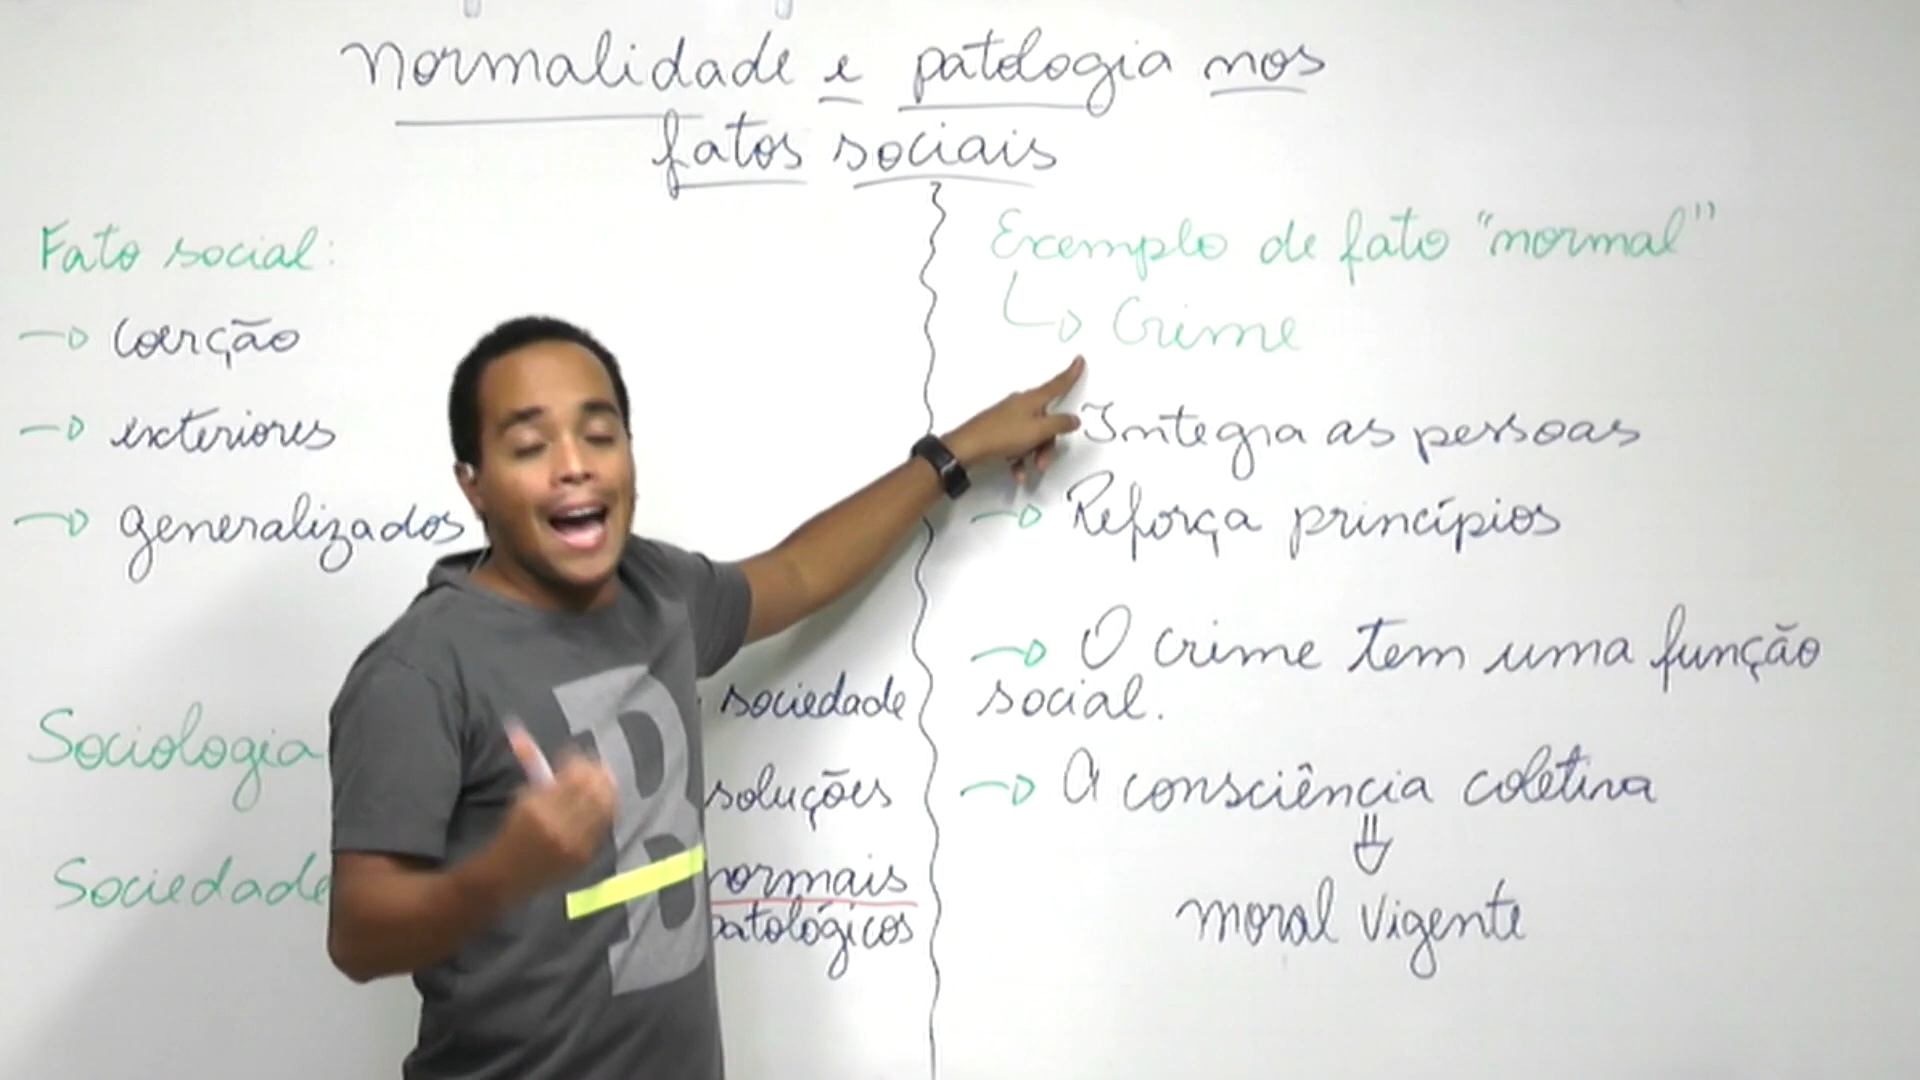 Normalidade e patologia nos
fatos sociais
Fato social:
coerção
exteriores
generalizados
Sociologia
sociedade
soluções
Sociedade
normais
patológicos
Exemplo de fato "normal"
Crime
Integra as pessoas
Reforça princípios
O crime tem uma função
social.
A consciência coletiva
moral vigente
B